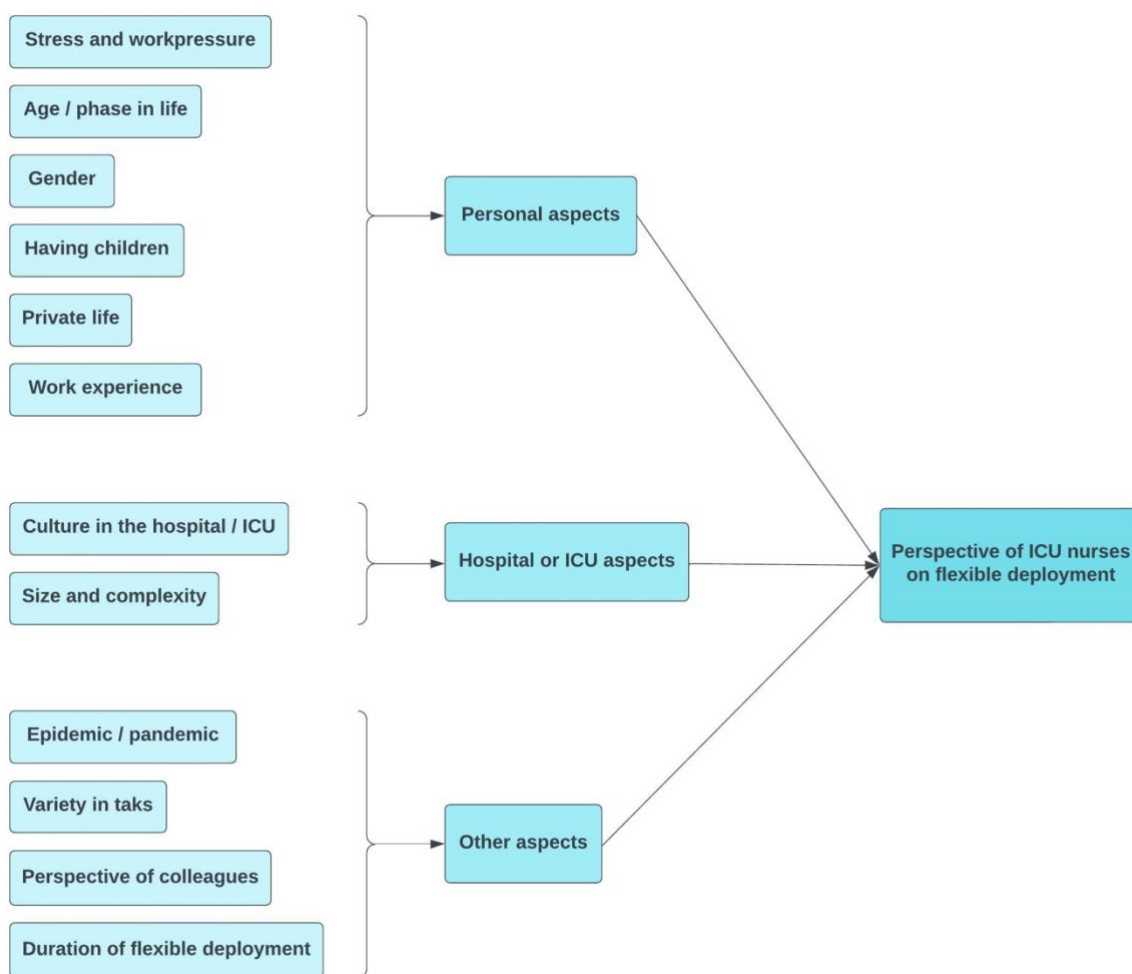 Stress and workpressure
Age / phase in life
Gender
Having children
Private life
Work experience
Personal aspects
Culture in the hospital / ICU
Size and complexity
Hospital or ICU aspects
Epidemic / pandemic
Variety in taks
Perspective of colleagues
Duration of flexible deployment
Other aspects
Perspective of ICU nurses
on flexible deployment